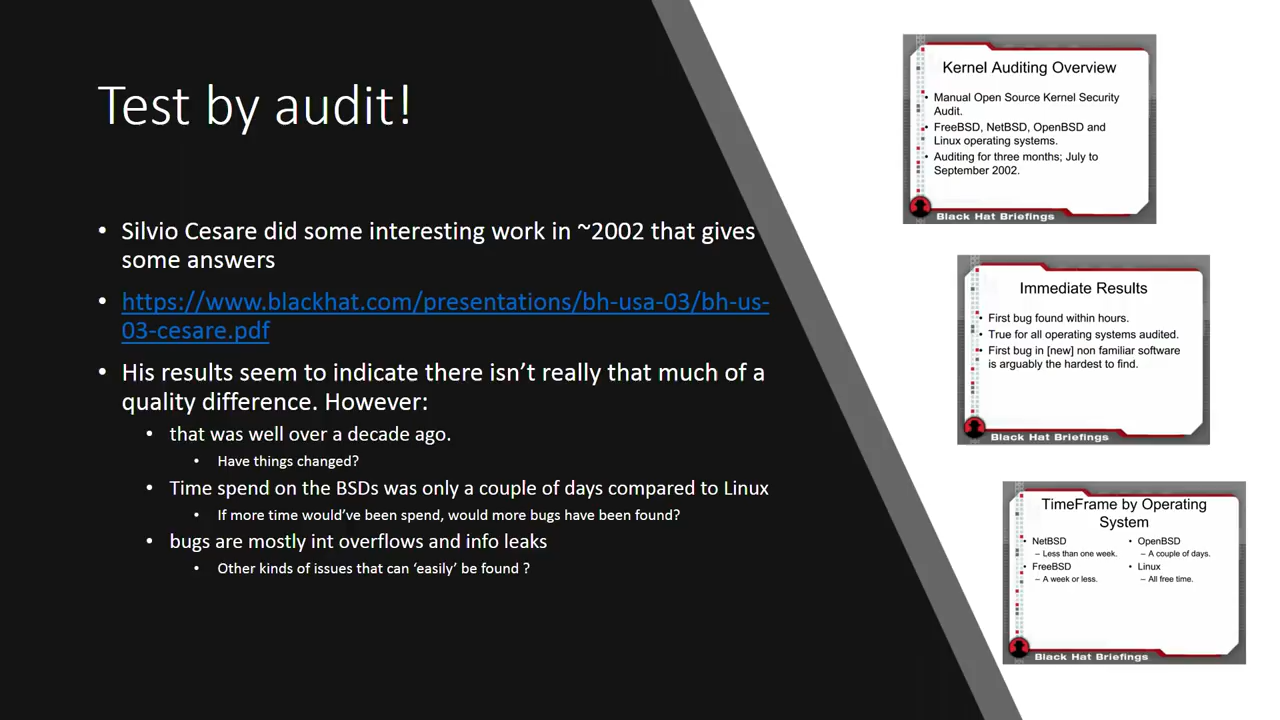 Test by audit!
• Silvio Cesare did some interesting work in ~2002 that gives
some answers
• https://www.blackhat.com/presentations/bh-usa-03/bh-us-
03-cesare.pdf
• His results seem to indicate there isn’t really that much of a
quality difference. However:
• that was well over a decade ago.
• Have things changed?
• Time spend on the BSDs was only a couple of days compared to Linux
• If more time would’ve been spend, would more bugs have been found?
• bugs are mostly int overflows and info leaks
• Other kinds of issues that can ‘easily’ be found ?
Kernel Auditing Overview
• Manual Open Source Kernel Security
Audit.
• FreeBSD, NetBSD, OpenBSD and
Linux operating systems.
• Auditing for three months; July to
September 2002.
Black Hat Briefings
Immediate Results
• First bug found within hours.
• True for all operating systems audited.
• First bug in [new] non familiar software
is arguably the hardest to find.
Black Hat Briefings
TimeFrame by Operating
System
• NetBSD
– Less than one week.
• FreeBSD
– A week or less.
• OpenBSD
– A couple of days.
• Linux
– All free time.
Black Hat Briefings